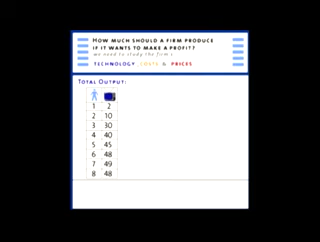 HOW MUCH SHOULD A FIRM PRODUCE
IF IT WANTS TO MAKE A PROFIT?
we need to study the firm's
TECHNOLOGY COSTS & PRICES
TOTAL OUTPUT:
1 2
2 10
3 30
4 40
5 45
6 48
7 49
8 48